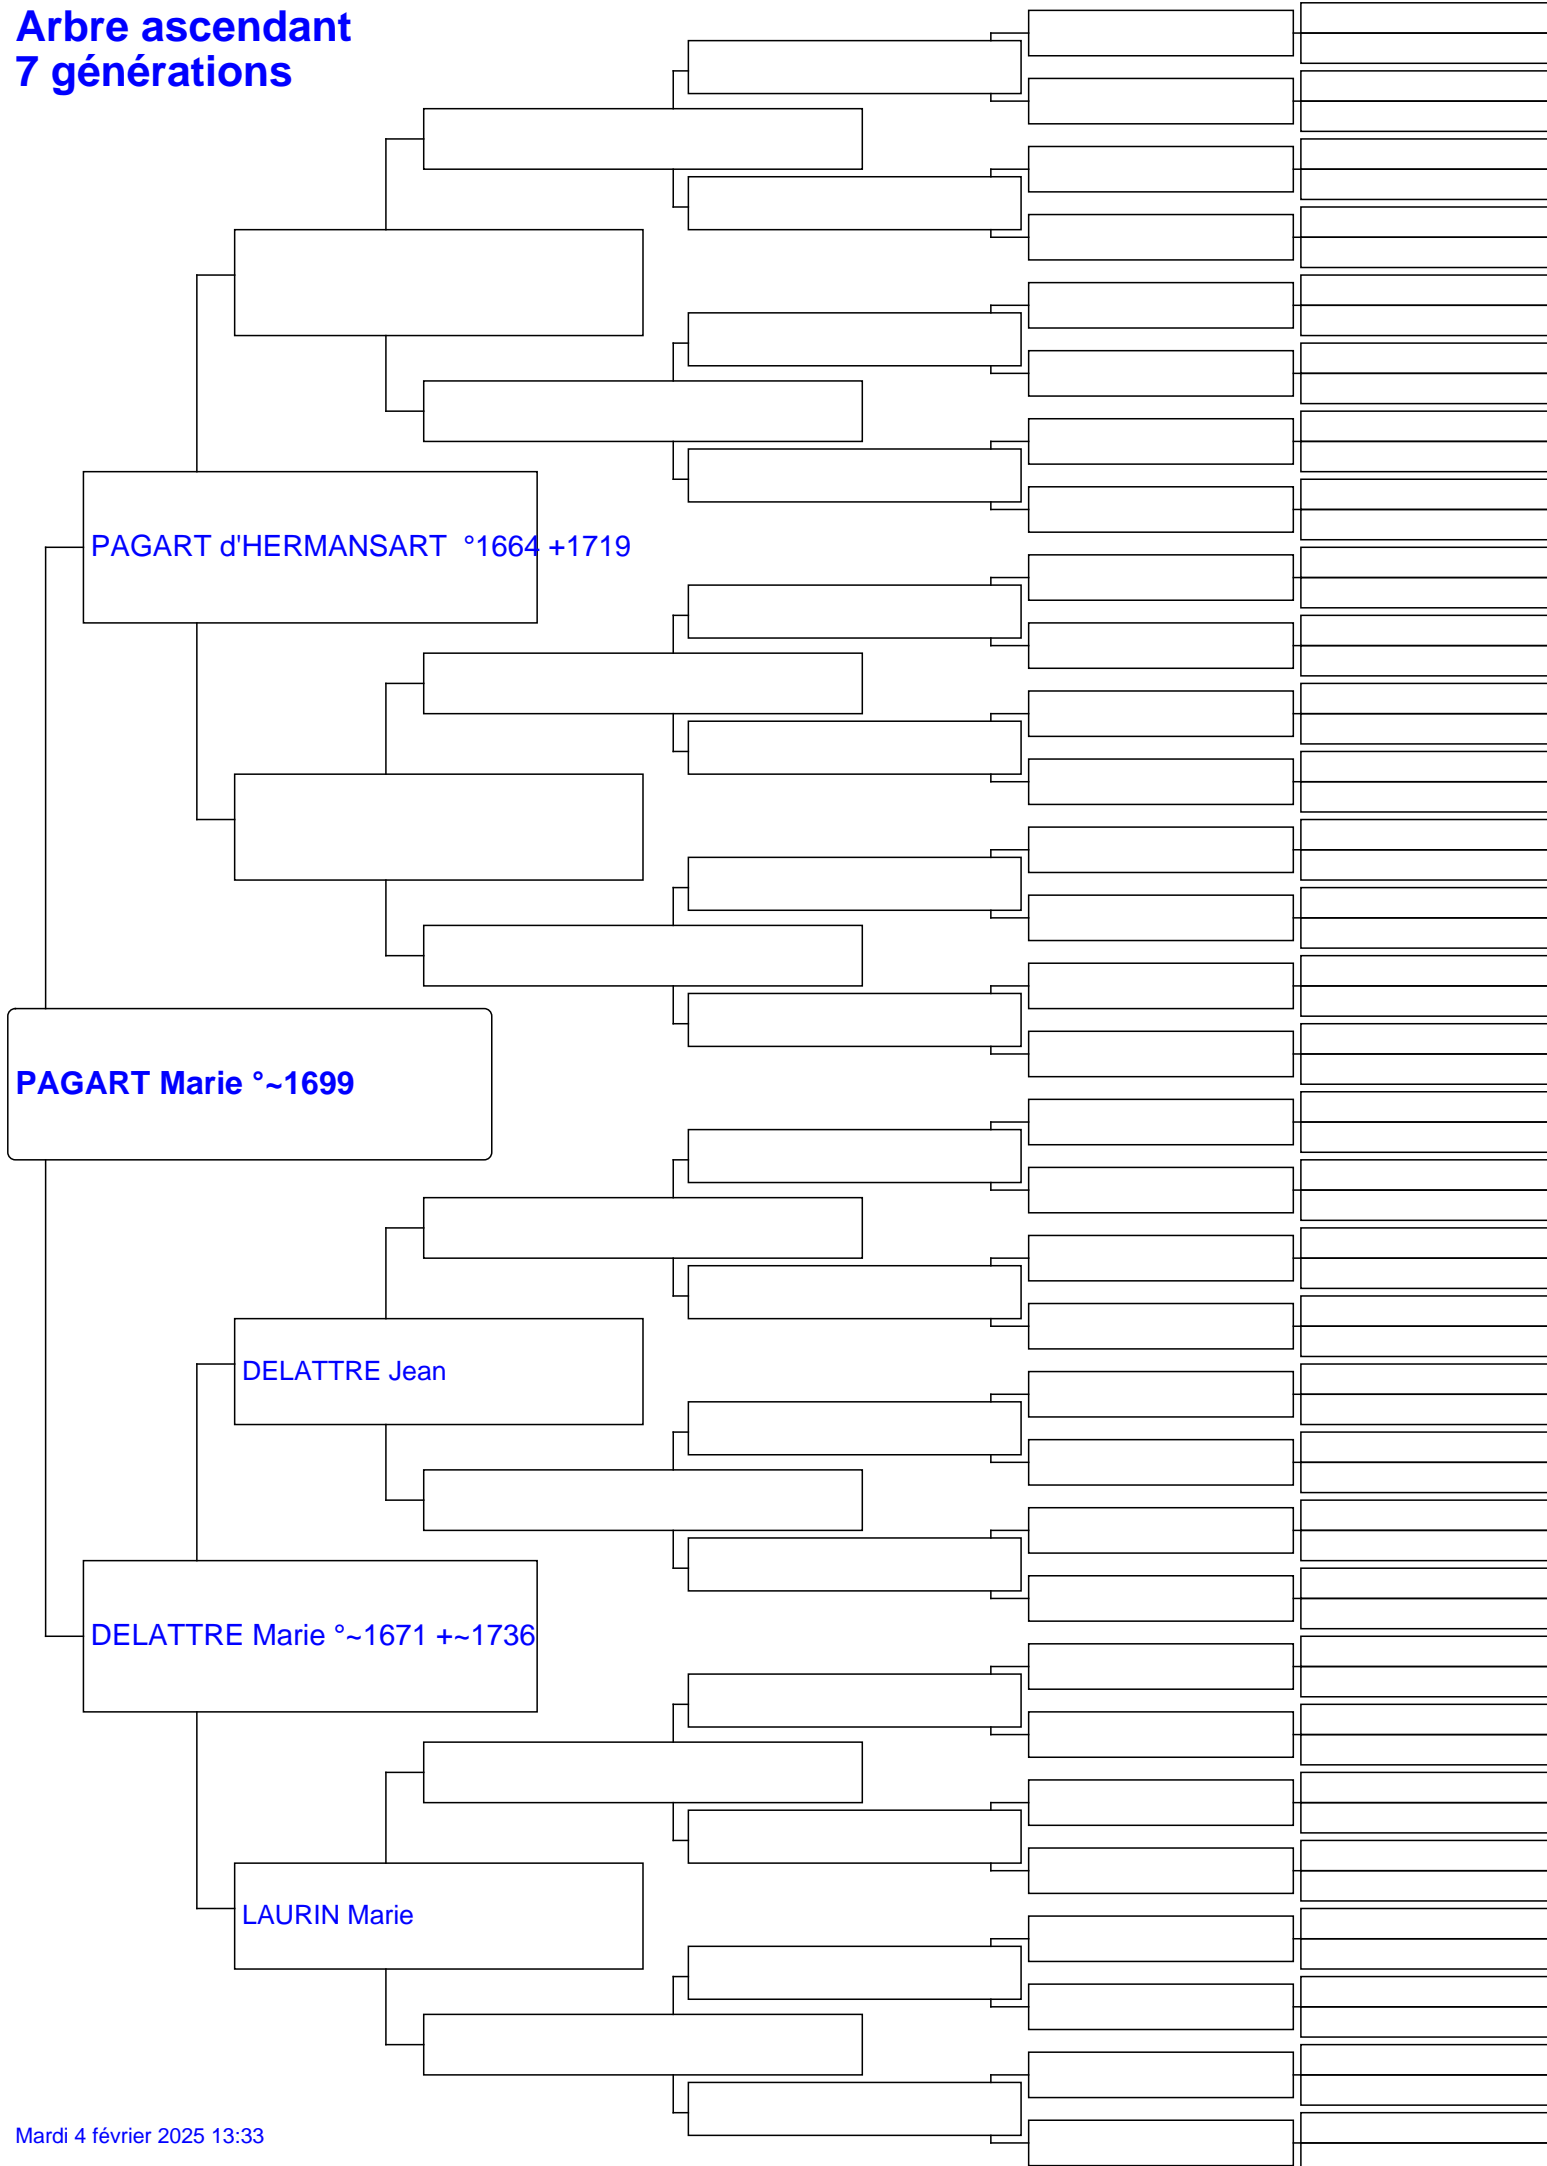 Arbre ascendant
7 générations
PAGART d'HERMANSART  °1664 +1719
PAGART Marie °~1699
DELATTRE Jean
DELATTRE Marie °~1671 +~1736
LAURIN Marie
Mardi 4 février 2025 13:33